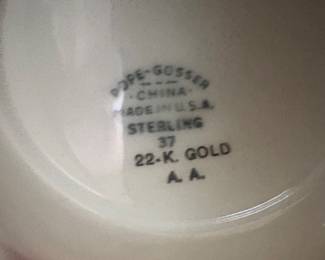 POPE-GOSSER
CHINA
MADE IN U.S.A.
STERLING
37
22-K. GOLD
A. A.